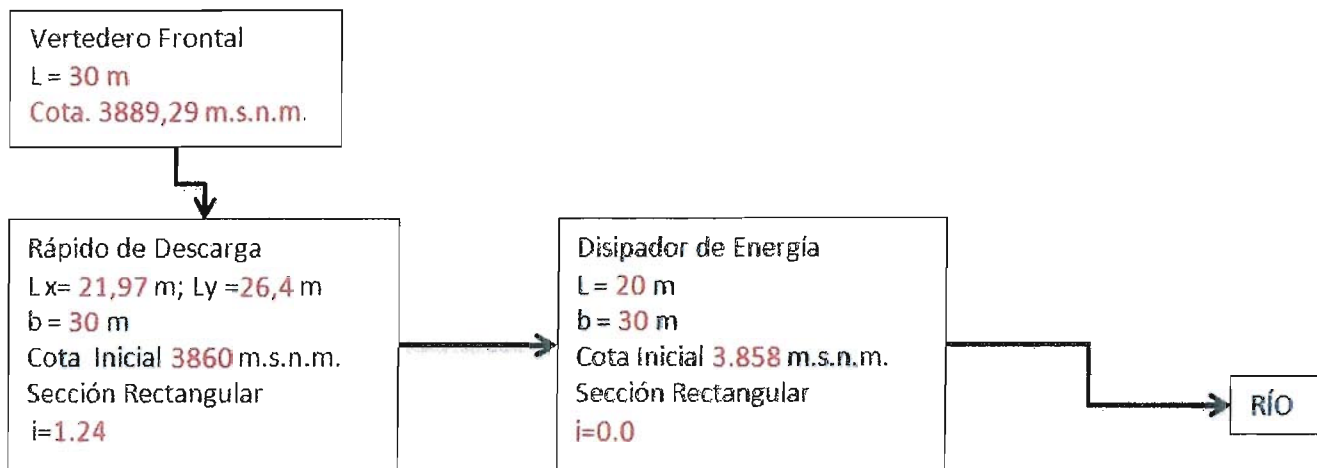 Vertedero Frontal
L = 30 m
Cota. 3889,29 m.s.n.m.
Rápido de Descarga
Lx= 21,97 m; Ly =26,4 m
b = 30 m
Cota Inicial 3860 m.s.n.m.
Sección Rectangular
i=1.24
Disipador de Energía
L= 20 m
b = 30 m
Cota Inicial 3.858 m.s.n.m.
Sección Rectangular
i=0.0
RÍO